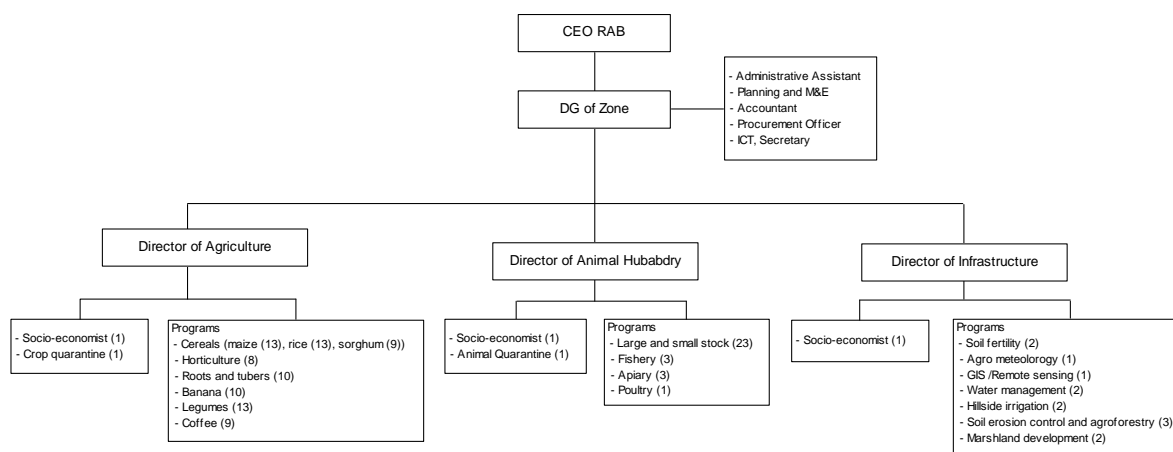 CEO RAB
DG of Zone
- Administrative Assistant
- Planning and M&E
- Accountant
- Procurement Officer
- ICT, Secretary
Director of Agriculture
Director of Animal Hubabdry
Director of Infrastructure
- Socio-economist (1)
- Crop quarantine (1)
Programs
- Cereals (maize (13), rice (13), sorghum (9))
- Horticulture (8)
- Roots and tubers (10)
- Banana (10)
- Legumes (13)
- Coffee (9)
- Socio-economist (1)
- Animal Quarantine (1)
Programs
- Large and small stock (23)
- Fishery (3)
- Apiary (3)
- Poultry (1)
- Socio-economist (1)
Programs
- Soil fertility (2)
- Agro metelorogy (1)
- GIS /Remote sensing (1)
- Water management (2)
- Hillside irrigation (2)
- Soil erosion control and agroforestry (3)
- Marshland development (2)